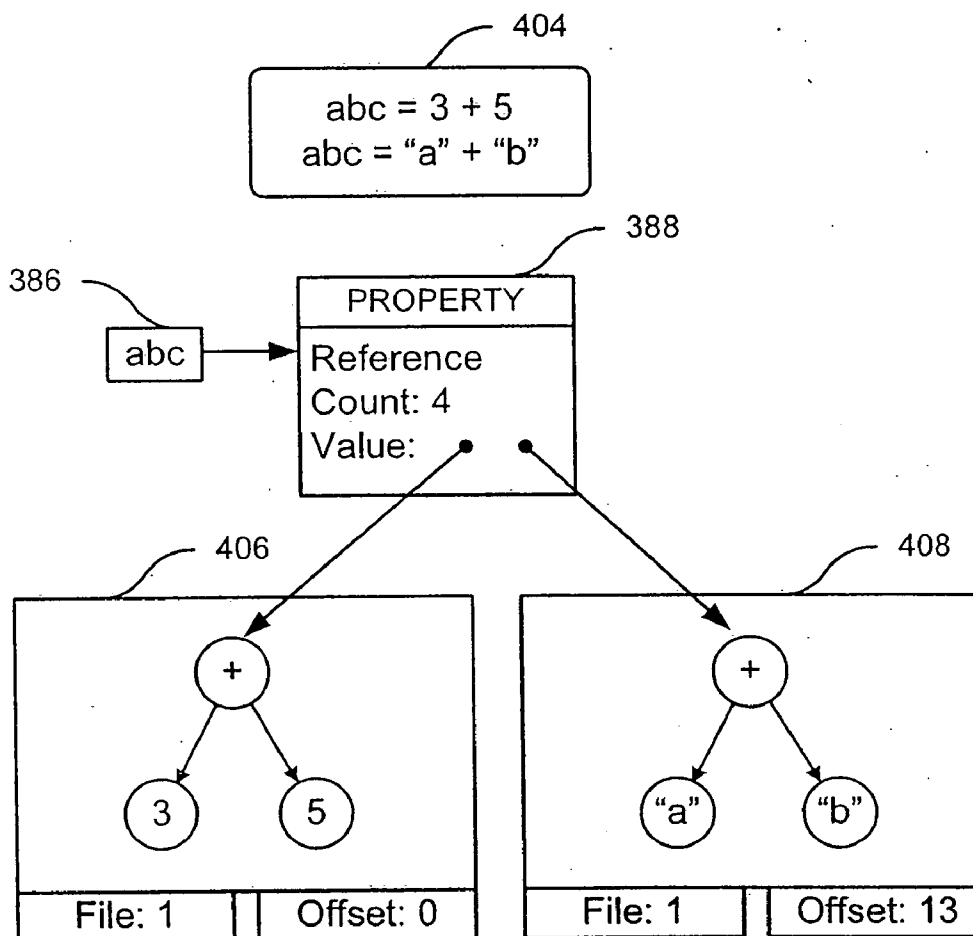 404
abc = 3 + 5
abc = “a” + “b”
388
386
PROPERTY
abc
Reference
Count: 4
Value:
406
408
+
+
3
5
“a”
“b”
File: 1
Offset: 0
File: 1
Offset: 13